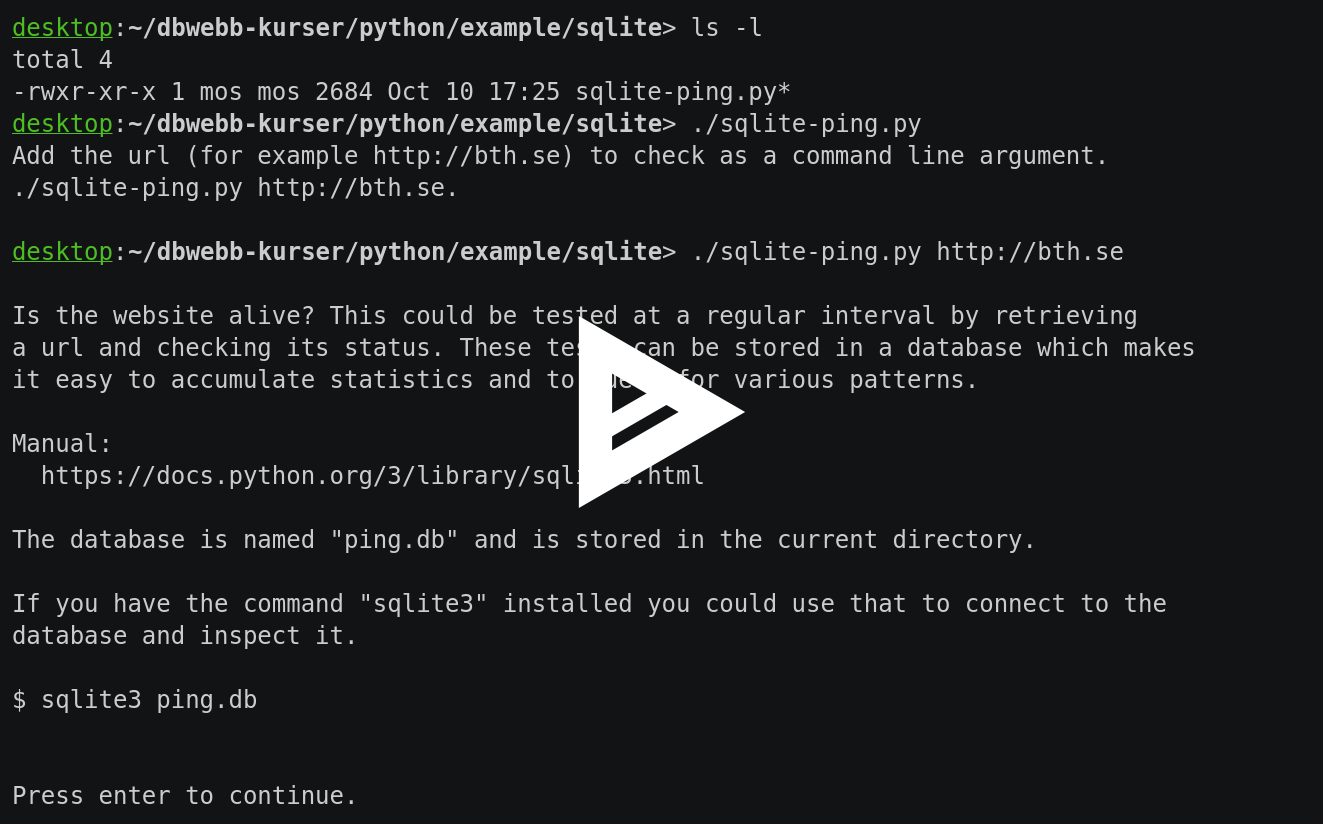 desktop:~/dbwebb-kurser/python/example/sqlite> ls -l
total 4
-rwxr-xr-x 1 mos mos 2684 Oct 10 17:25 sqlite-ping.py*
desktop:~/dbwebb-kurser/python/example/sqlite> ./sqlite-ping.py
Add the url (for example http://bth.se) to check as a command line argument.
./sqlite-ping.py http://bth.se.
desktop:~/dbwebb-kurser/python/example/sqlite> ./sqlite-ping.py http://bth.se
Is the website alive? This could be tested at a regular interval by retrieving
a url and checking its status. These can be stored in a database which makes
it easy to accumulate statistics and to for various patterns.
Manual:
https://docs.python.org/3/library/sqlite3.html
The database is named "ping.db" and is stored in the current directory.
If you have the command "sqlite3" installed you could use that to connect to the
database and inspect it.
$ sqlite3 ping.db
Press enter to continue.